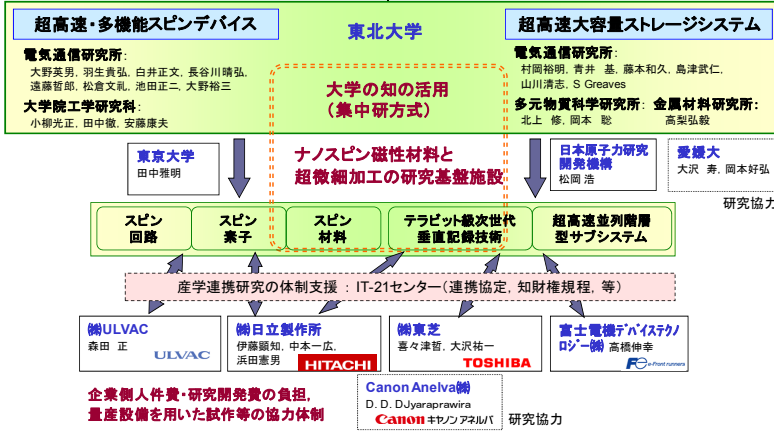 超高速・多機能スピンデバイス
電気通信研究所:
大野英男, 羽生貴弘, 白井正文, 長谷川晴弘,
遠藤哲郎, 松倉文礼, 池田正二, 大野裕三
大学院工学研究科:
小柳光正, 田中徹, 安藤康夫
東北大学
大学の知の活用
(集中研方式)
超高速大容量ストレージシステム
電気通信研究所:
村岡裕明, 青井 基, 藤本和久, 島津武仁,
山川清志, S Greaves
多元物質科学研究所: 金属材料研究所:
北上 修, 岡本 聡 高梨弘毅
東京大学
田中雅明
ナノスピン磁性材料と
超微細加工の研究基盤施設
日本原子力研究
開発機構
松岡 浩
愛媛大
大沢 寿, 岡本好弘
研究協力
スピン
回路
スピン
素子
スピン
材料
テラビット級次世代
垂直記録技術
超高速並列階層
型サブシステム
産学連携研究の体制支援 : IT-21センター(連携協定, 知財権規程, 等)
㈱ULVAC
森田 正
ULVAC
㈱日立製作所
伊藤顕知, 中本一広,
浜田憲男
HITACHI
㈱東芝
喜々津哲, 大沢祐一
TOSHIBA
富士電機ﾃﾞﾊﾞｲｽﾃｸﾉ
ﾛｼﾞｰ㈱ 高橋伸幸
Fe e-Front runners
企業側人件費・研究開発費の負担,
量産設備を用いた試作等の協力体制
Canon Anelva㈱
D. D. DJyaraprawira
Canon キヤノン アネルバ
研究協力